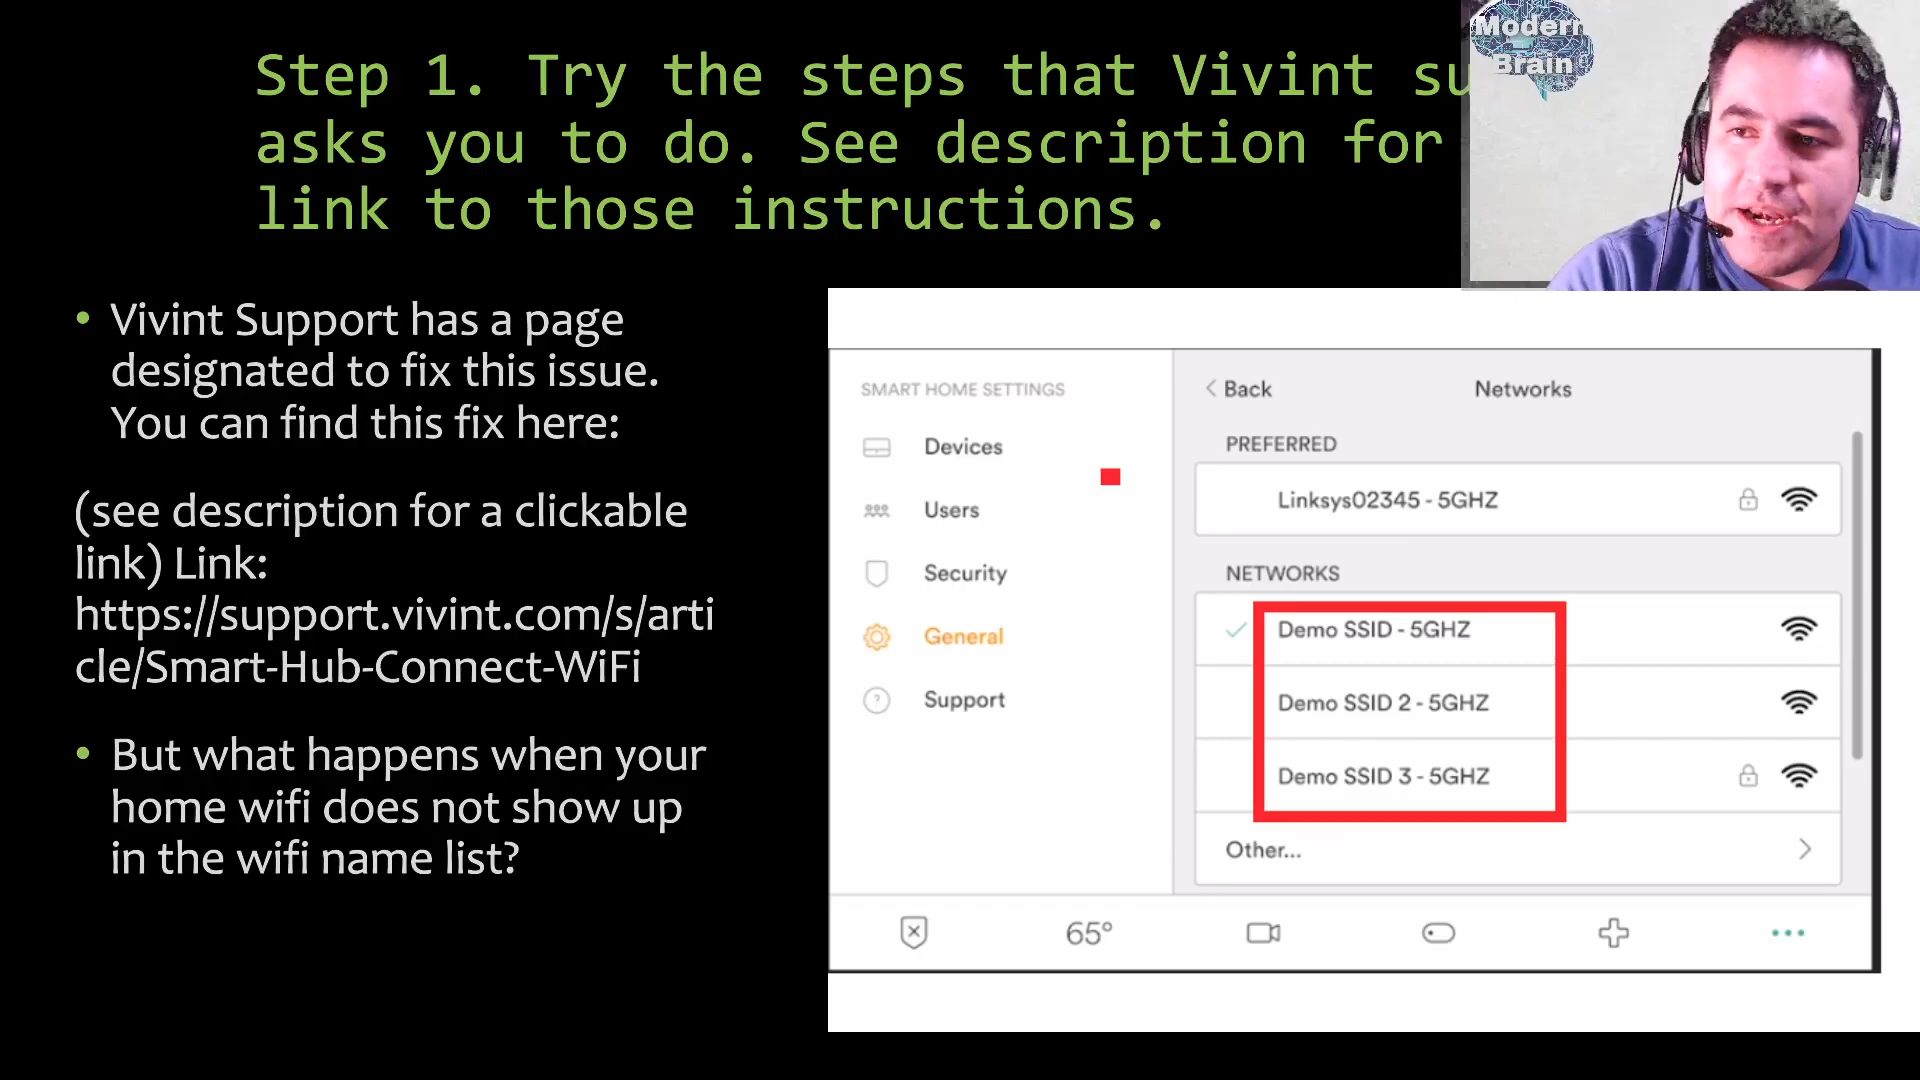 Step 1. Try the steps that Vivint su
asks you to do. See description for
link to those instructions.
Modern
Brain
• Vivint Support has a page
designated to fix this issue.
You can find this fix here:
(see description for a clickable
link) Link:
https://support.vivint.com/s/arti
cle/Smart-Hub-Connect-WiFi
• But what happens when your
home wifi does not show up
in the wifi name list?
SMART HOME SETTINGS
Devices
Users
Security
General
Support
Back
Networks
PREFERRED
Linksys02345 - 5GHZ
NETWORKS
Demo SSID - 5GHZ
Demo SSID 2 - 5GHZ
Demo SSID 3 - 5GHZ
Other...
65°